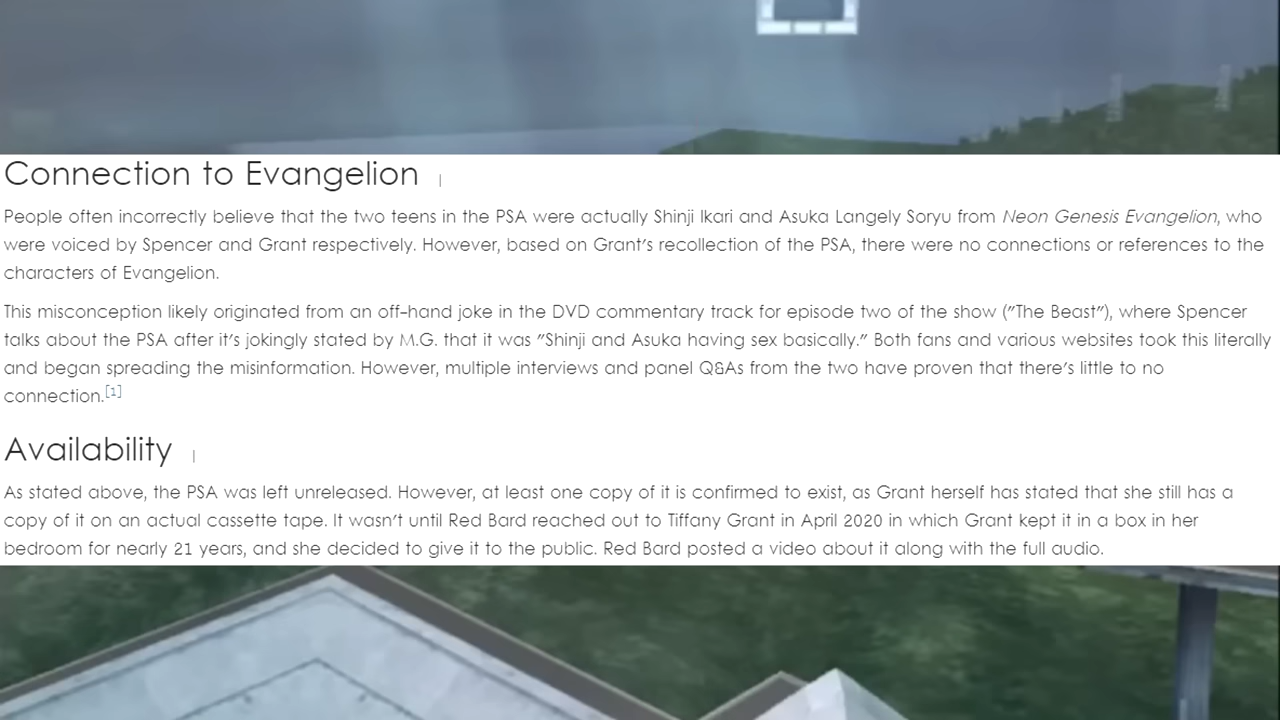 Connection to Evangelion
People often incorrectly believe that the two teens in the PSA were actually Shinji Ikari and Asuka Langely Soryu from Neon Genesis Evangelion, who
were voiced by Spencer and Grant respectively. However, based on Grant's recollection of the PSA, there were no connections or references to the
characters of Evangelion.
This misconception likely originated from an off-hand joke in the DVD commentary track for episode two of the show ("The Beast"), where Spencer
talks about the PSA after it's jokingly stated by M.G. that it was "Shinji and Asuka having sex basically." Both fans and various websites took this literally
and began spreading the misinformation. However, multiple interviews and panel Q&As from the two have proven that there's little to no
connection.[1]
Availability
As stated above, the PSA was left unreleased. However, at least one copy of it is confirmed to exist, as Grant herself has stated that she still has a
copy of it on an actual cassette tape. It wasn't until Red Bard reached out to Tiffany Grant in April 2020 in which Grant kept it in a box in her
bedroom for nearly 21 years, and she decided to give it to the public. Red Bard posted a video about it along with the full audio.